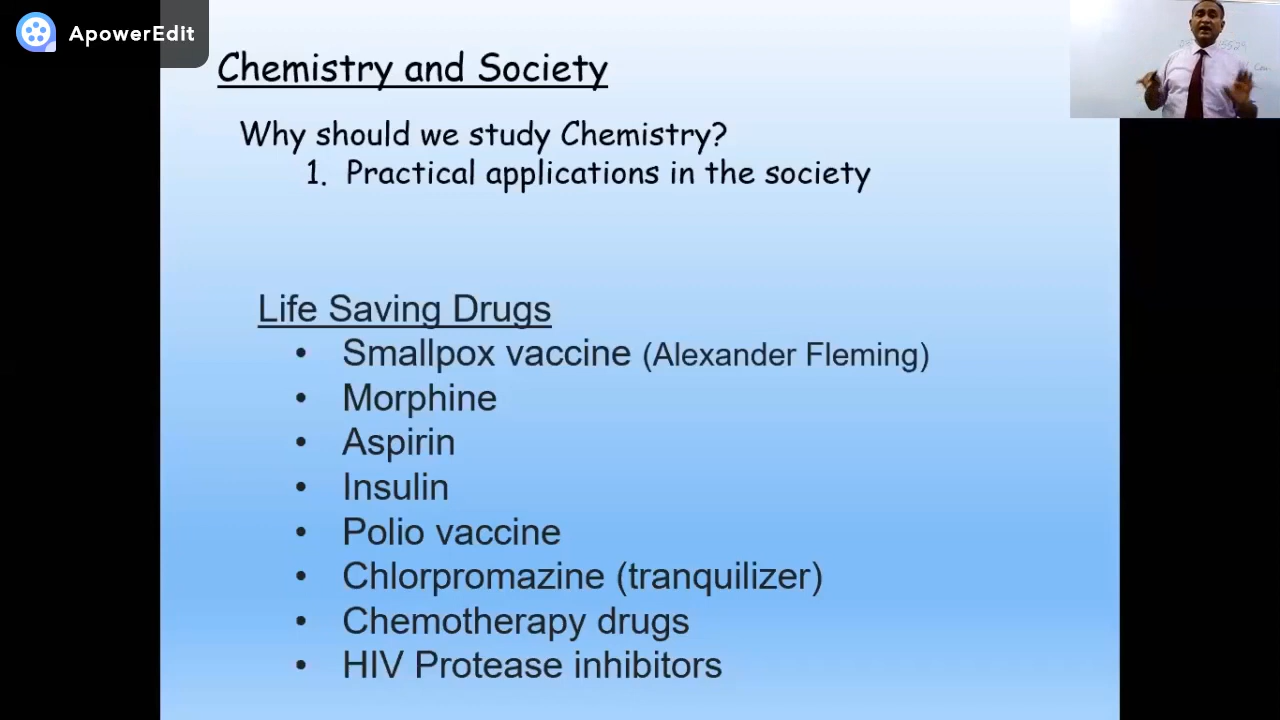 ApowerEdit
Chemistry and Society
Why should we study Chemistry?
1. Practical applications in the society
Life Saving Drugs
• Smallpox vaccine (Alexander Fleming)
• Morphine
• Aspirin
• Insulin
• Polio vaccine
• Chlorpromazine (tranquilizer)
• Chemotherapy drugs
• HIV Protease inhibitors